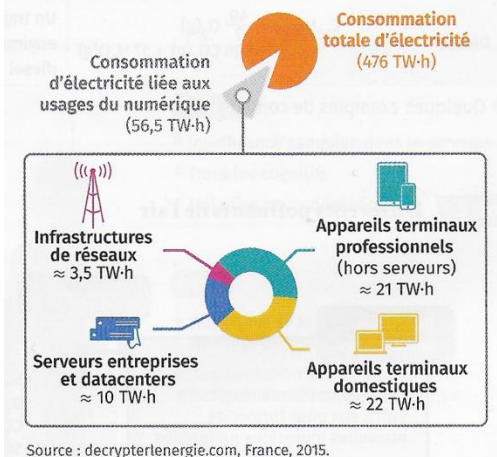 Consommation
totale d'électricité
(476 TW·h)
Consommation
d'électricité liée aux
usages du numérique
(56,5 TW·h)
Infrastructures
de réseaux
≈ 3,5 TW·h
Appareils terminaux
professionnels
(hors serveurs)
≈ 21 TW·h
Serveurs entreprises
et datacenters
≈ 10 TW·h
Appareils terminaux
domestiques
≈ 22 TW·h
Source : decrypterlenergie.com, France, 2015.